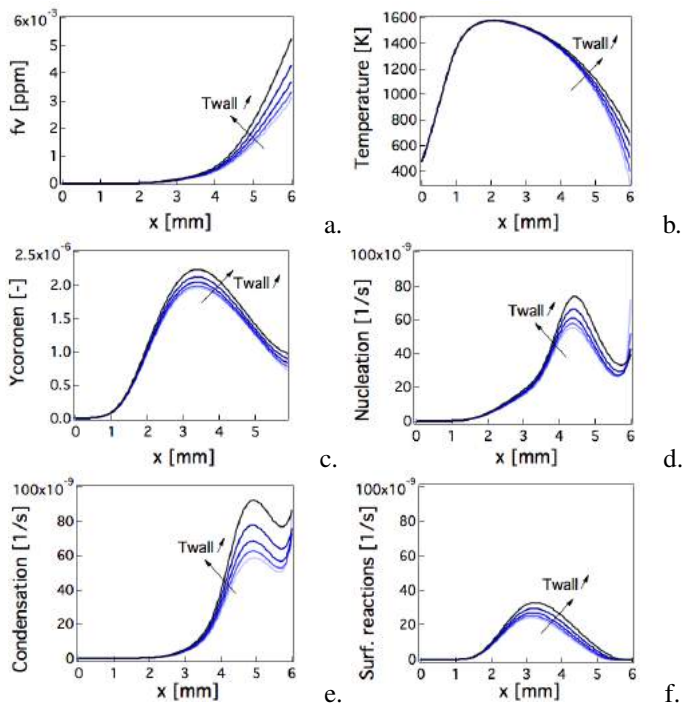 6x10⁻³
5
4
3
2
1
0
fv [ppm]
Twall
0 1 2 3 4 5 6
x [mm]
a.
1600
1400
1200
1000
800
600
400
Temperature [K]
Twall
0 1 2 3 4 5 6
x [mm]
b.
2.5x10⁻⁶
2.0
1.5
1.0
0.5
0.0
Ycoronen [-]
Twall
0 1 2 3 4 5
x [mm]
c.
100x10⁻⁹
80
60
40
20
0
Nucleation [1/s]
Twall
0 1 2 3 4 5 6
x [mm]
d.
100x10⁻⁹
80
60
40
20
0
Condensation [1/s]
Twall
0 1 2 3 4 5 6
x [mm]
e.
100x10⁻⁹
80
60
40
20
0
Surf. reactions [1/s]
Twall
0 1 2 3 4 5 6
x [mm]
f.